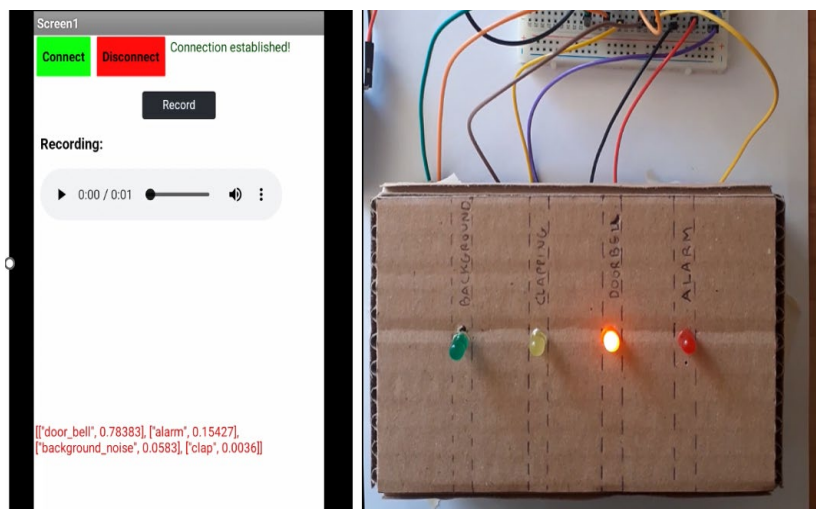 Screen1
Connect
Disconnect
Connection established!
Record
Recording:
0:00 / 0:01
[["door_bell", 0.78383], ["alarm", 0.15427],
["background_noise", 0.0583], ["clap", 0.0036]]
BACKGROUND
CLAPPING
DOORBELL
ALARM